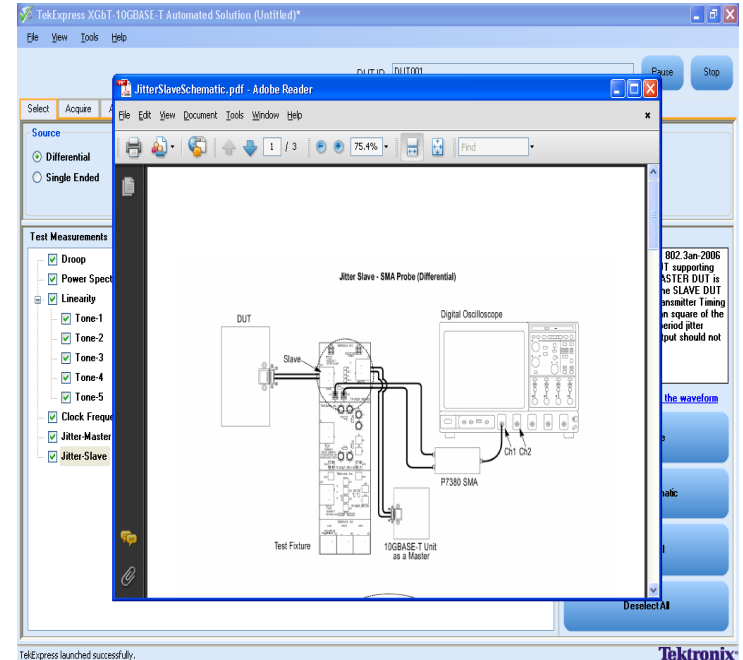 TekExpress XGbT-10GBASE-T Automated Solution (Untitled)*
File View Tools Help
DUT ID DUT001
Pause Stop
JitterSlaveSchematic.pdf - Adobe Reader
File Edit View Document Tools Window Help
1 / 3 75.4% Find
Select Acquire
Source
Differential
Single Ended
Test Measurements
Droop
Power Spect
Linearity
Tone-1
Tone-2
Tone-3
Tone-4
Tone-5
Clock Freque
Jitter-Master
Jitter-Slave
Jitter Slave - SMA Probe (Differential)
DUT
Digital Oscilloscope
Slave
Ch1 Ch2
P7380 SMA
Test Fixture
10GBASE-T Unit
as a Master
802.3an-2006
supporting
ASTER DUT is
he SLAVE DUT
ansmitter Timing
n square of the
eriod jitter
tput should not
the waveform
Deselect All
TekExpress launched successfully.
Tektronix